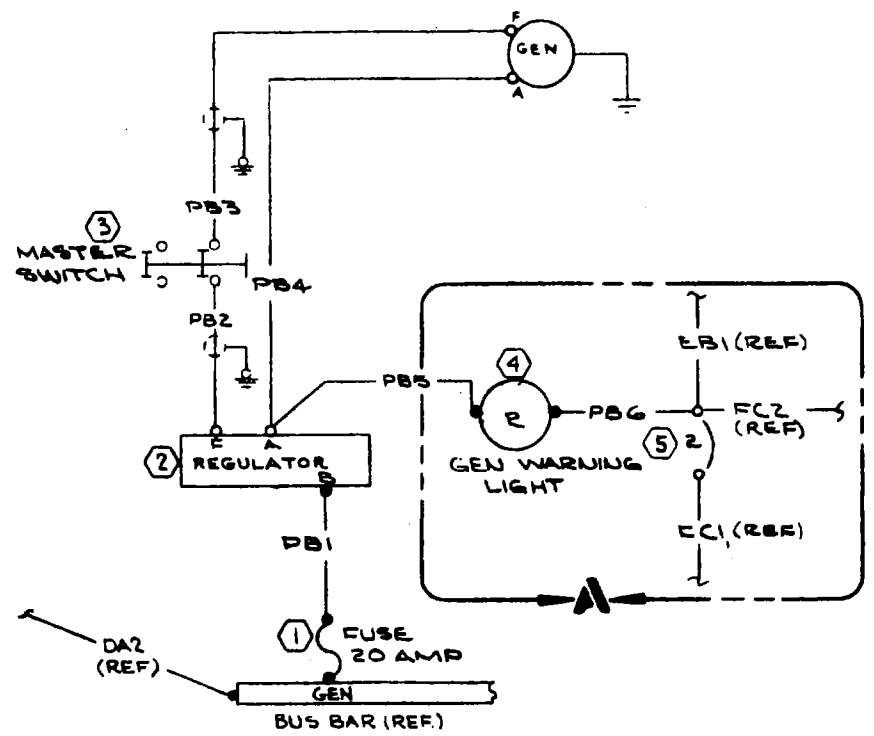 F
GEN
A
PB3
3
MASTER
SWITCH
PB4
PB2
EB1 (REF)
4
PB5
R
PB6
FC2
(REF)
5
2
F
A
2
REGULATOR
B
GEN WARNING
LIGHT
PB1
FC1 (REF)
A
1
FUSE
20 AMP
DA2
(REF)
GEN
BUS BAR (REF.)